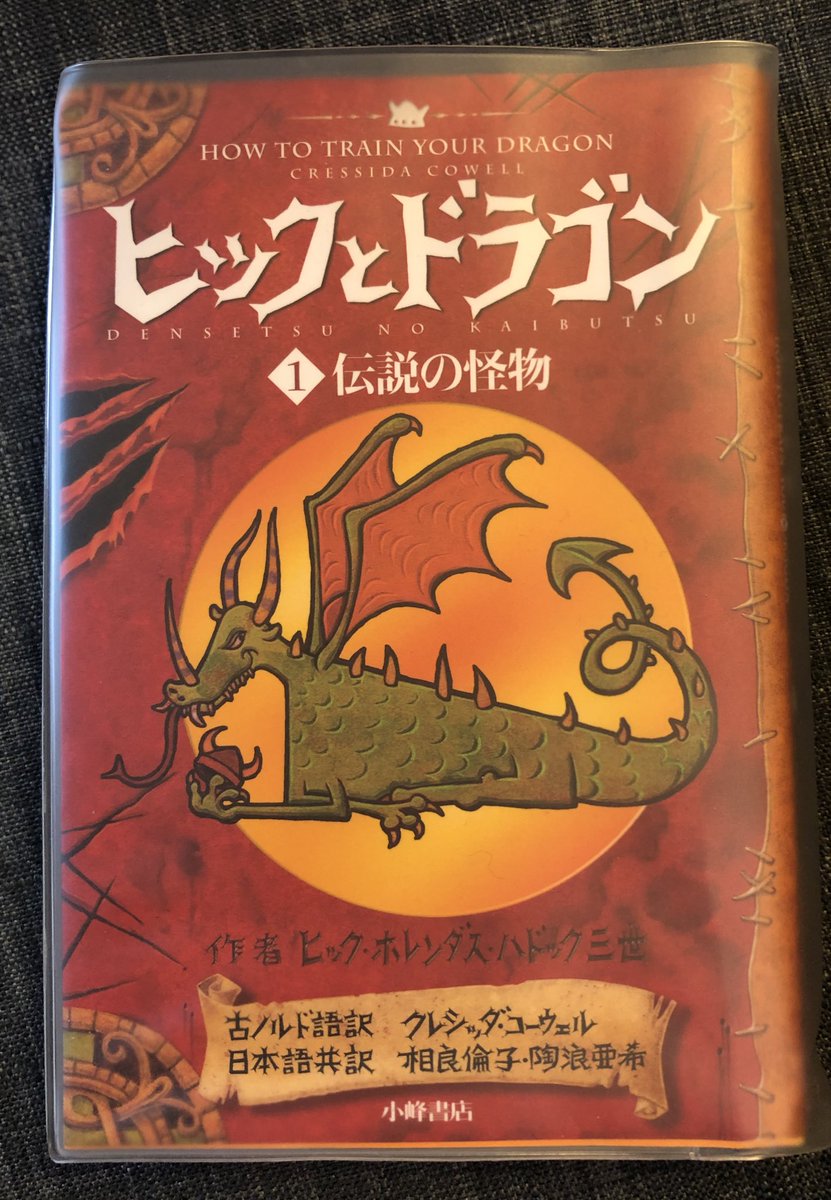 HOW TO TRAIN YOUR DRAGON
CRESSIDA COWELL
ヒックとドラゴン
DENSETSU NO KAIBUTSU
1 伝説の怪物
作者 ヒック・ホレンダス・ハドック三世
古ノルド語訳 クレシッダ・コーウェル
日本語共訳 相良倫子・陶浪亜希
小峰書店